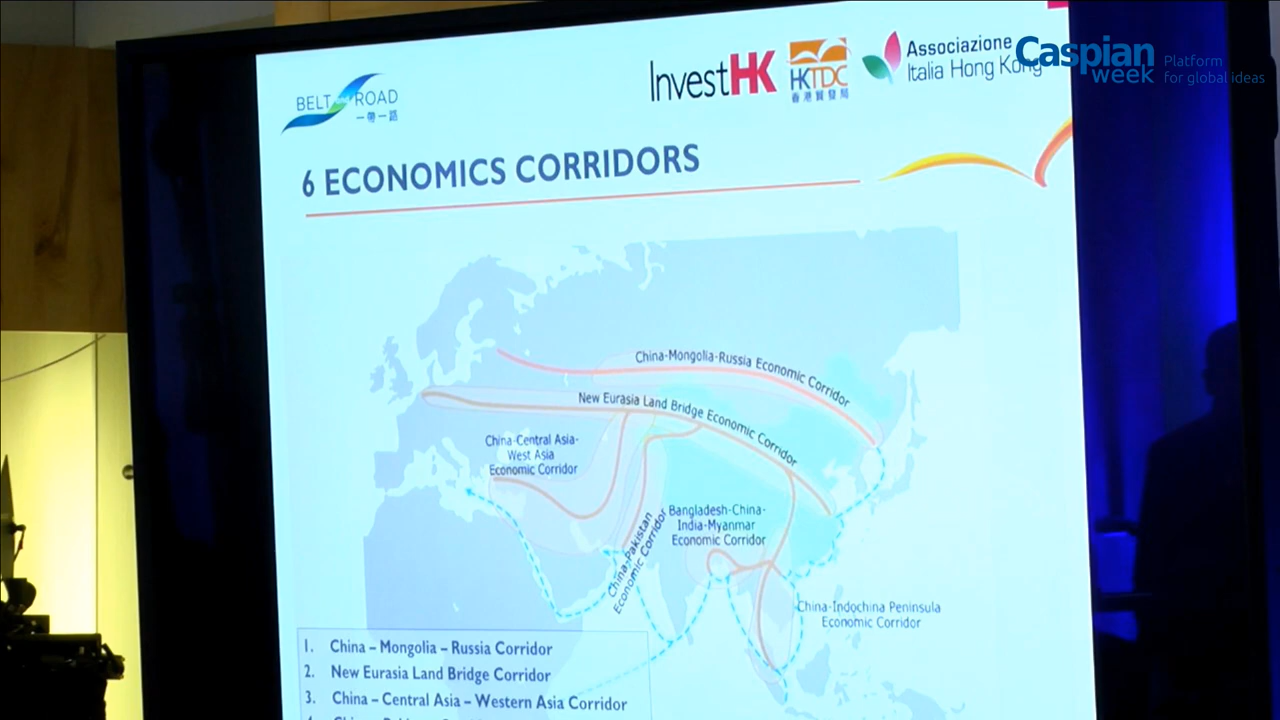 BELT ROAD
一帶一路
InvestHK
HKTDC
香港貿發局
Associazione
Italia Hong Kong
Caspian
week
Platform
for global ideas
6 ECONOMICS CORRIDORS
China-Mongolia-Russia Economic Corridor
New Eurasia Land Bridge Economic Corridor
China-Central Asia-
West Asia
Economic Corridor
China-Pakistan
Economic Corridor
Bangladesh-China-
India-Myanmar
Economic Corridor
China-Indochina Peninsula
Economic Corridor
1. China – Mongolia – Russia Corridor
2. New Eurasia Land Bridge Corridor
3. China – Central Asia – Western Asia Corridor